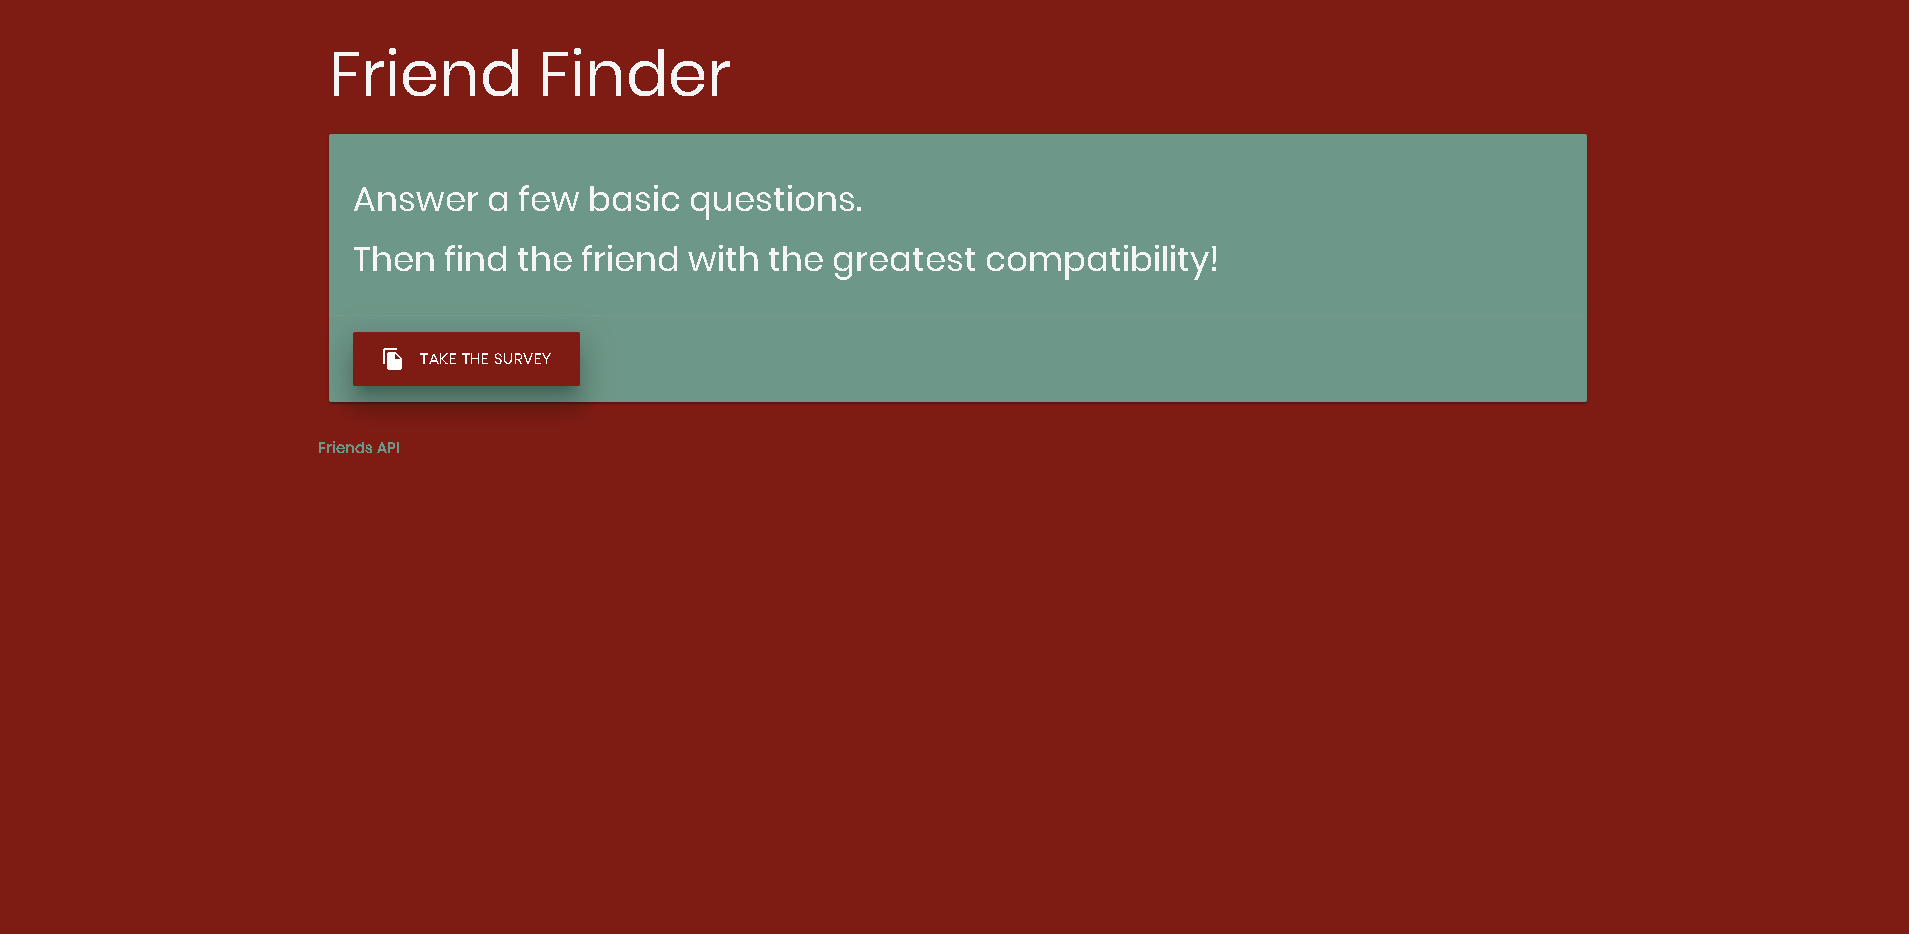 Friend Finder
Answer a few basic questions.
Then find the friend with the greatest compatibility!
TAKE THE SURVEY
Friends API